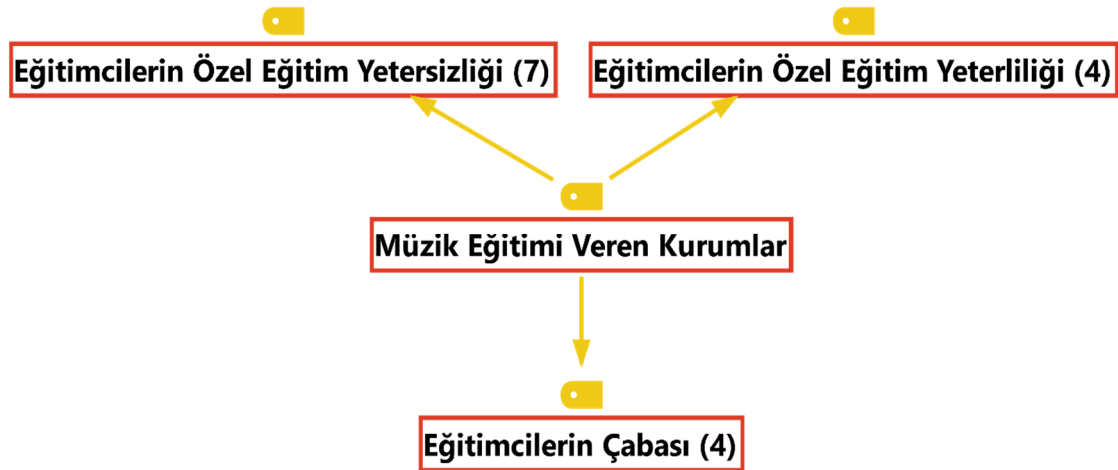 Eğitimcilerin Özel Eğitim Yetersizliği (7)
Eğitimcilerin Özel Eğitim Yeterliliği (4)
Müzik Eğitimi Veren Kurumlar
Eğitimcilerin Çabası (4)